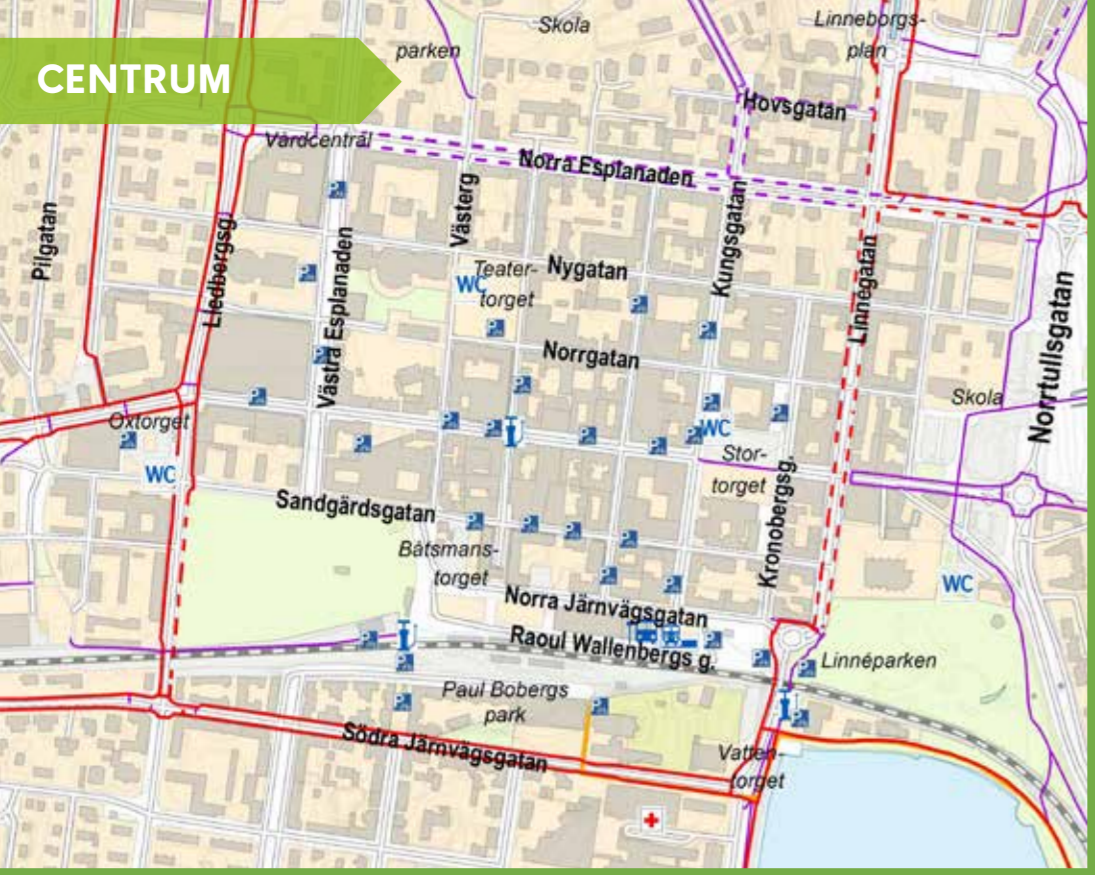 CENTRUM
Skola
parken
Linneborgs-
plan
Hovsgatan
Vårdcentral
Norra Esplanaden
Pilgatan
Liedbergsg.
Västra Esplanaden
Västerg
Teater-
torget
WC
Nygatan
Kungsgatan
Linnégatan
Norrtullsgatan
Norrgatan
Skola
Oxtorget
WC
WC
Stor-
torget
Sandgärdsgatan
Båtsmans-
torget
Kronobergsg.
WC
Norra Järnvägsgatan
Raoul Wallenbergs g.
Linnéparken
Paul Bobergs
park
Södra Järnvägsgatan
Vatten-
torget